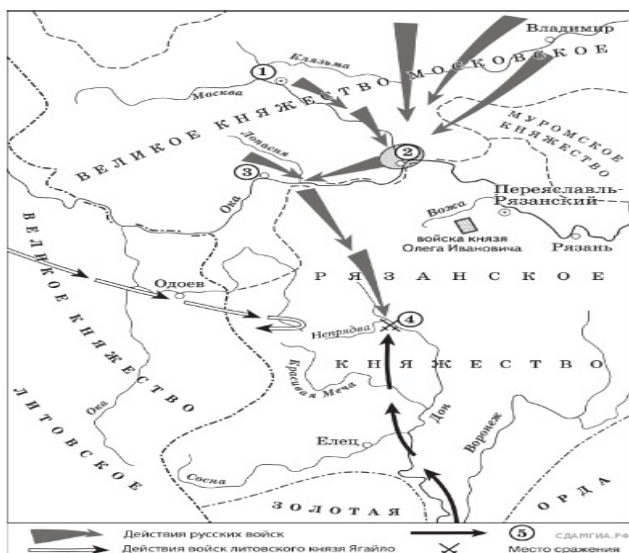 Владимир
Клязьма
1
Москва
ВЕЛИКОЕ КНЯЖЕСТВО МОСКОВСКОЕ
МУРОМСКОЕ
КНЯЖЕСТВО
Лопасня
2
3
Ока
Переяславль-
Рязанский
Вожа
войска князя
Олега Ивановича
Рязань
РЯЗАНСКОЕ
Одоев
ВЕЛИКОЕ КНЯЖЕСТВО
ЛИТОВСКОЕ
Непрядва
4
КНЯЖЕСТВО
Красивая Меча
Ока
Дон
Воронеж
Елец
Сосна
ЗОЛОТАЯ
ОРДА
Действия русских войск
5
СДАМГИА.РФ
Действия войск литовского князя Ягайло
Место сражения